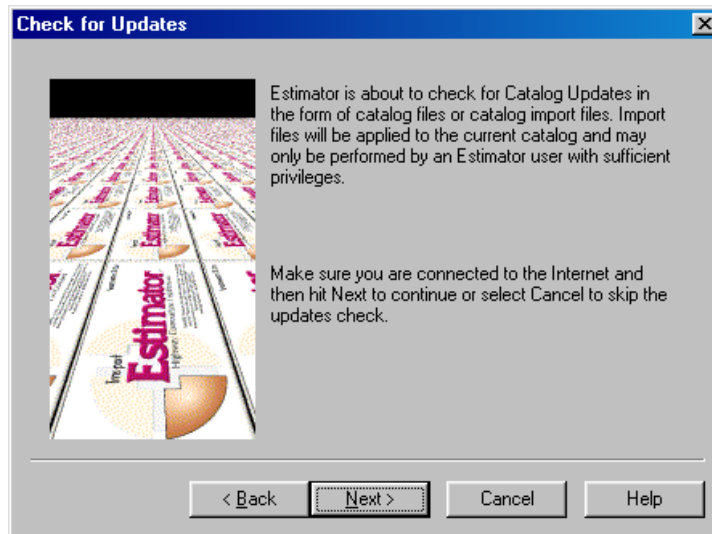 Check for Updates
Estimator is about to check for Catalog Updates in
the form of catalog files or catalog import files. Import
files will be applied to the current catalog and may
only be performed by an Estimator user with sufficient
privileges.
Make sure you are connected to the Internet and
then hit Next to continue or select Cancel to skip the
updates check.
Estimator
< Back
Next >
Cancel
Help